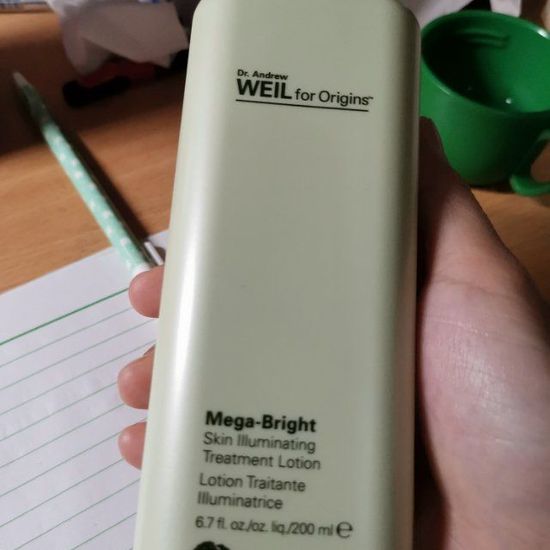 Dr. Andrew
WEIL for Origins™
Mega-Bright
Skin Illuminating
Treatment Lotion
Lotion Traitante
Illuminatrice
6.7 fl. oz./oz. liq./200 ml ℮